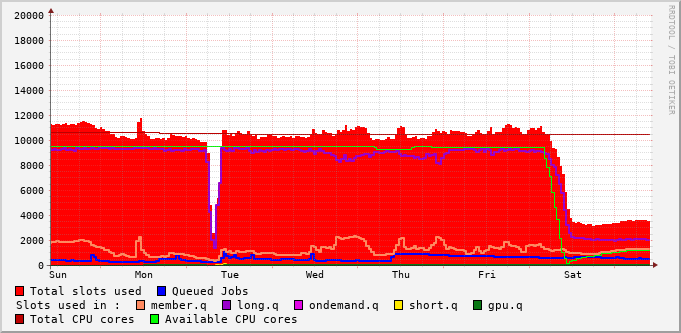 RRDTOOL / TOBI OETIKER
20000
18000
16000
14000
12000
10000
8000
6000
4000
2000
0
Sun Mon Tue Wed Thu Fri Sat
Total slots used Queued Jobs
Slots used in : member.q long.q ondemand.q short.q gpu.q
Total CPU cores Available CPU cores